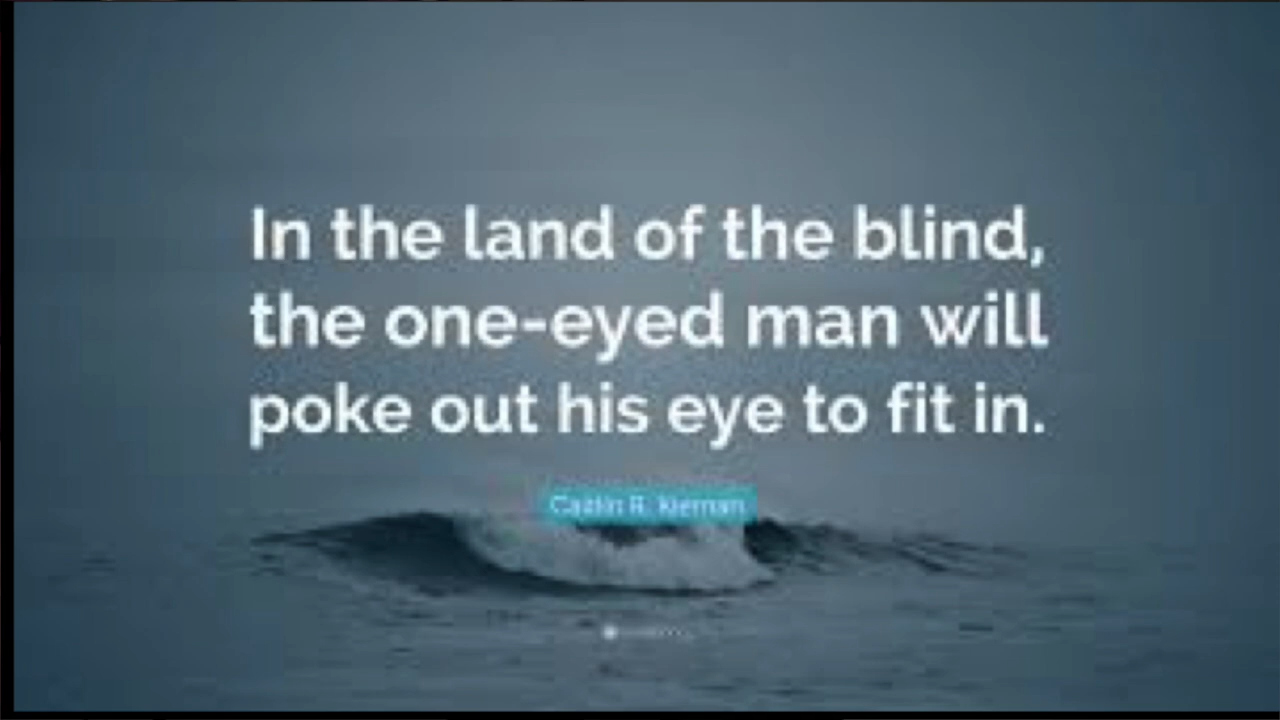 In the land of the blind,
the one-eyed man will
poke out his eye to fit in.
Caitlín R. Kiernan